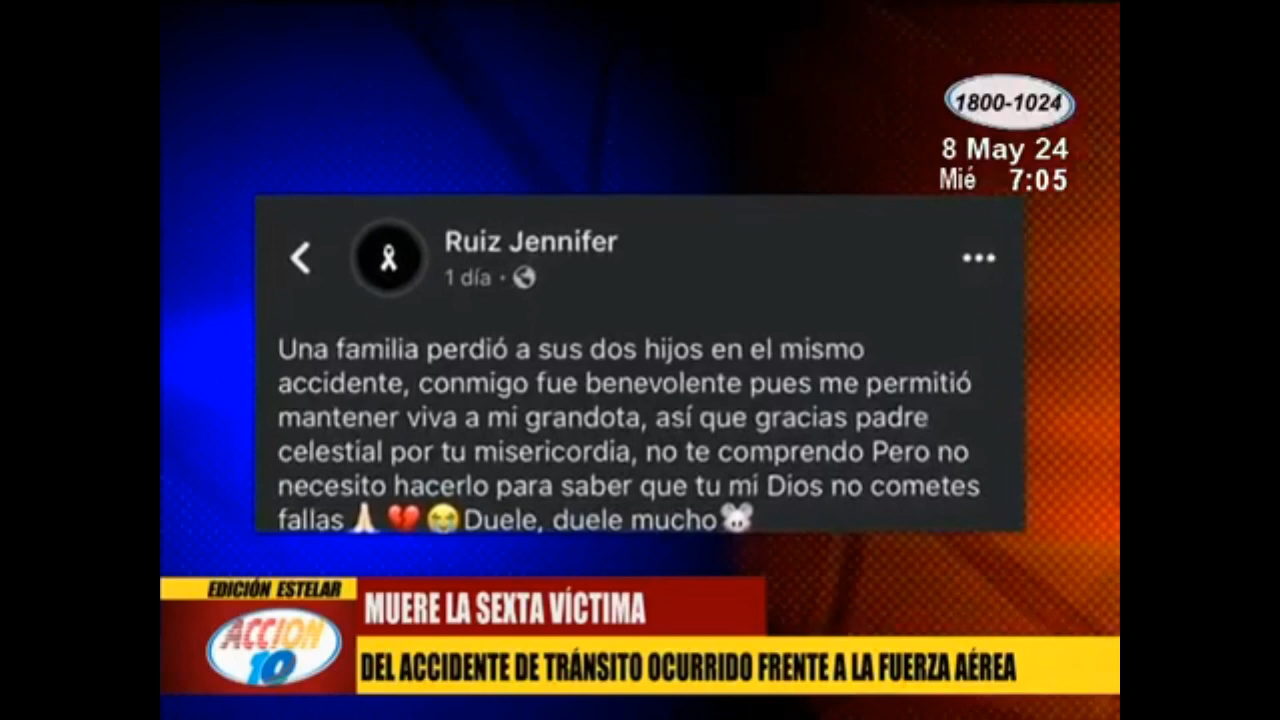 1800-1024
8 May 24
Mié 7:05
Ruiz Jennifer
1 día ·
Una familia perdió a sus dos hijos en el mismo
accidente, conmigo fue benevolente pues me permitió
mantener viva a mi grandota, así que gracias padre
celestial por tu misericordia, no te comprendo Pero no
necesito hacerlo para saber que tu mi Dios no cometes
fallas🙏🏻💔😭Duele, duele mucho🐭
EDICIÓN ESTELAR
ACCION
10
MUERE LA SEXTA VÍCTIMA
DEL ACCIDENTE DE TRÁNSITO OCURRIDO FRENTE A LA FUERZA AÉREA